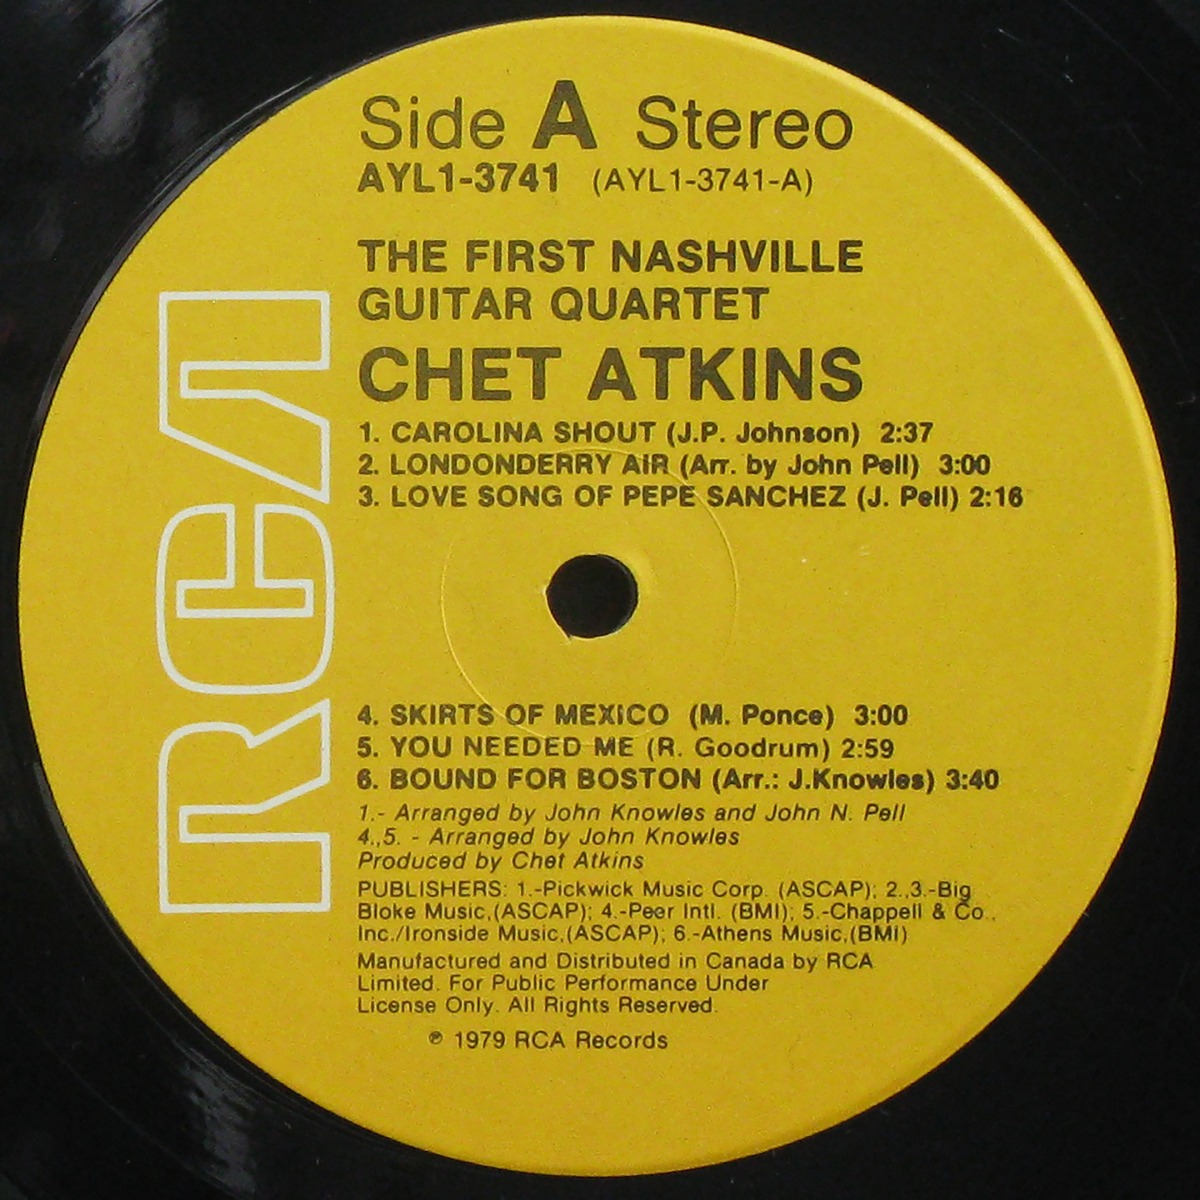 Side A Stereo
AYL1-3741 (AYL1-3741-A)
THE FIRST NASHVILLE
GUITAR QUARTET
CHET ATKINS
1. CAROLINA SHOUT (J.P. Johnson) 2:37
2. LONDONDERRY AIR (Arr. by John Pell) 3:00
3. LOVE SONG OF PEPE SANCHEZ (J. Pell) 2:16
RCA
4. SKIRTS OF MEXICO (M. Ponce) 3:00
5. YOU NEEDED ME (R. Goodrum) 2:59
6. BOUND FOR BOSTON (Arr.: J.Knowles) 3:40
1.- Arranged by John Knowles and John N. Pell
4.,5. - Arranged by John Knowles
Produced by Chet Atkins
PUBLISHERS: 1.-Pickwick Music Corp. (ASCAP); 2.,3.-Big
Bloke Music,(ASCAP); 4.-Peer Intl. (BMI); 5.-Chappell & Co.,
Inc./Ironside Music,(ASCAP); 6.-Athens Music,(BMI)
Manufactured and Distributed in Canada by RCA
Limited. For Public Performance Under
License Only. All Rights Reserved.
℗ 1979 RCA Records